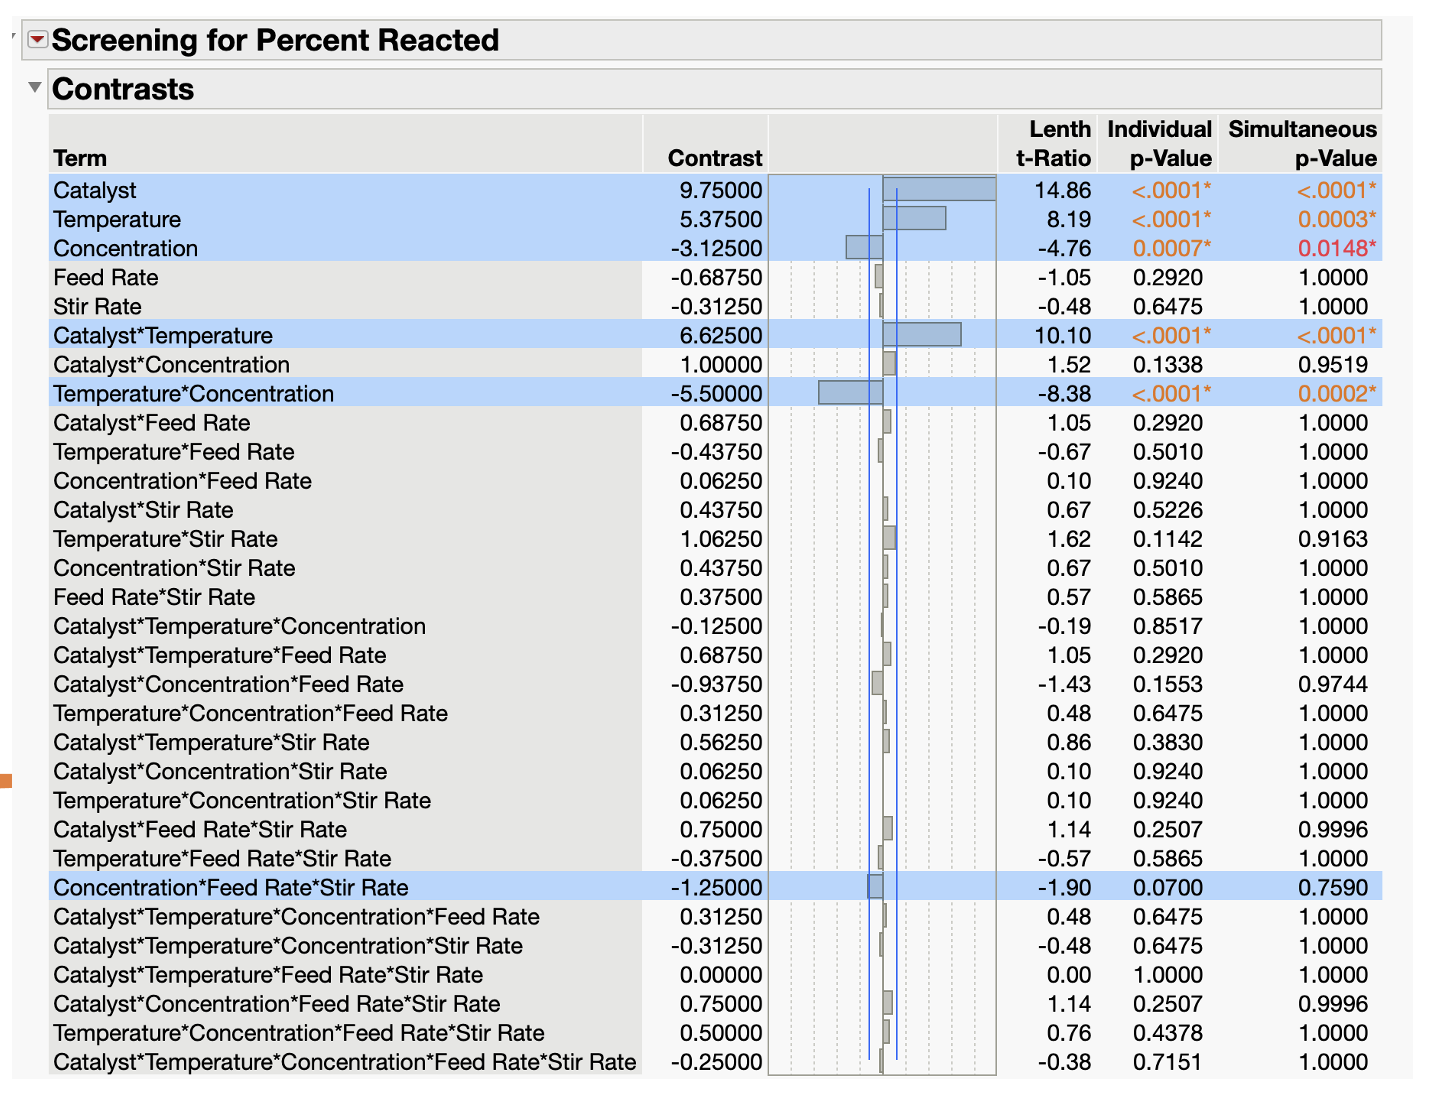 Screening for Percent Reacted
Contrasts
Term Contrast Lenth t-Ratio Individual p-Value Simultaneous p-Value
Catalyst 9.75000 14.86 <.0001* <.0001*
Temperature 5.37500 8.19 <.0001* 0.0003*
Concentration -3.12500 -4.76 0.0007* 0.0148*
Feed Rate -0.68750 -1.05 0.2920 1.0000
Stir Rate -0.31250 -0.48 0.6475 1.0000
Catalyst*Temperature 6.62500 10.10 <.0001* <.0001*
Catalyst*Concentration 1.00000 1.52 0.1338 0.9519
Temperature*Concentration -5.50000 -8.38 <.0001* 0.0002*
Catalyst*Feed Rate 0.68750 1.05 0.2920 1.0000
Temperature*Feed Rate -0.43750 -0.67 0.5010 1.0000
Concentration*Feed Rate 0.06250 0.10 0.9240 1.0000
Catalyst*Stir Rate 0.43750 0.67 0.5226 1.0000
Temperature*Stir Rate 1.06250 1.62 0.1142 0.9163
Concentration*Stir Rate 0.43750 0.67 0.5010 1.0000
Feed Rate*Stir Rate 0.37500 0.57 0.5865 1.0000
Catalyst*Temperature*Concentration -0.12500 -0.19 0.8517 1.0000
Catalyst*Temperature*Feed Rate 0.68750 1.05 0.2920 1.0000
Catalyst*Concentration*Feed Rate -0.93750 -1.43 0.1553 0.9744
Temperature*Concentration*Feed Rate 0.31250 0.48 0.6475 1.0000
Catalyst*Temperature*Stir Rate 0.56250 0.86 0.3830 1.0000
Catalyst*Concentration*Stir Rate 0.06250 0.10 0.9240 1.0000
Temperature*Concentration*Stir Rate 0.06250 0.10 0.9240 1.0000
Catalyst*Feed Rate*Stir Rate 0.75000 1.14 0.2507 0.9996
Temperature*Feed Rate*Stir Rate -0.37500 -0.57 0.5865 1.0000
Concentration*Feed Rate*Stir Rate -1.25000 -1.90 0.0700 0.7590
Catalyst*Temperature*Concentration*Feed Rate 0.31250 0.48 0.6475 1.0000
Catalyst*Temperature*Concentration*Stir Rate -0.31250 -0.48 0.6475 1.0000
Catalyst*Temperature*Feed Rate*Stir Rate 0.00000 0.00 1.0000 1.0000
Catalyst*Concentration*Feed Rate*Stir Rate 0.75000 1.14 0.2507 0.9996
Temperature*Concentration*Feed Rate*Stir Rate 0.50000 0.76 0.4378 1.0000
Catalyst*Temperature*Concentration*Feed Rate*Stir Rate -0.25000 -0.38 0.7151 1.0000